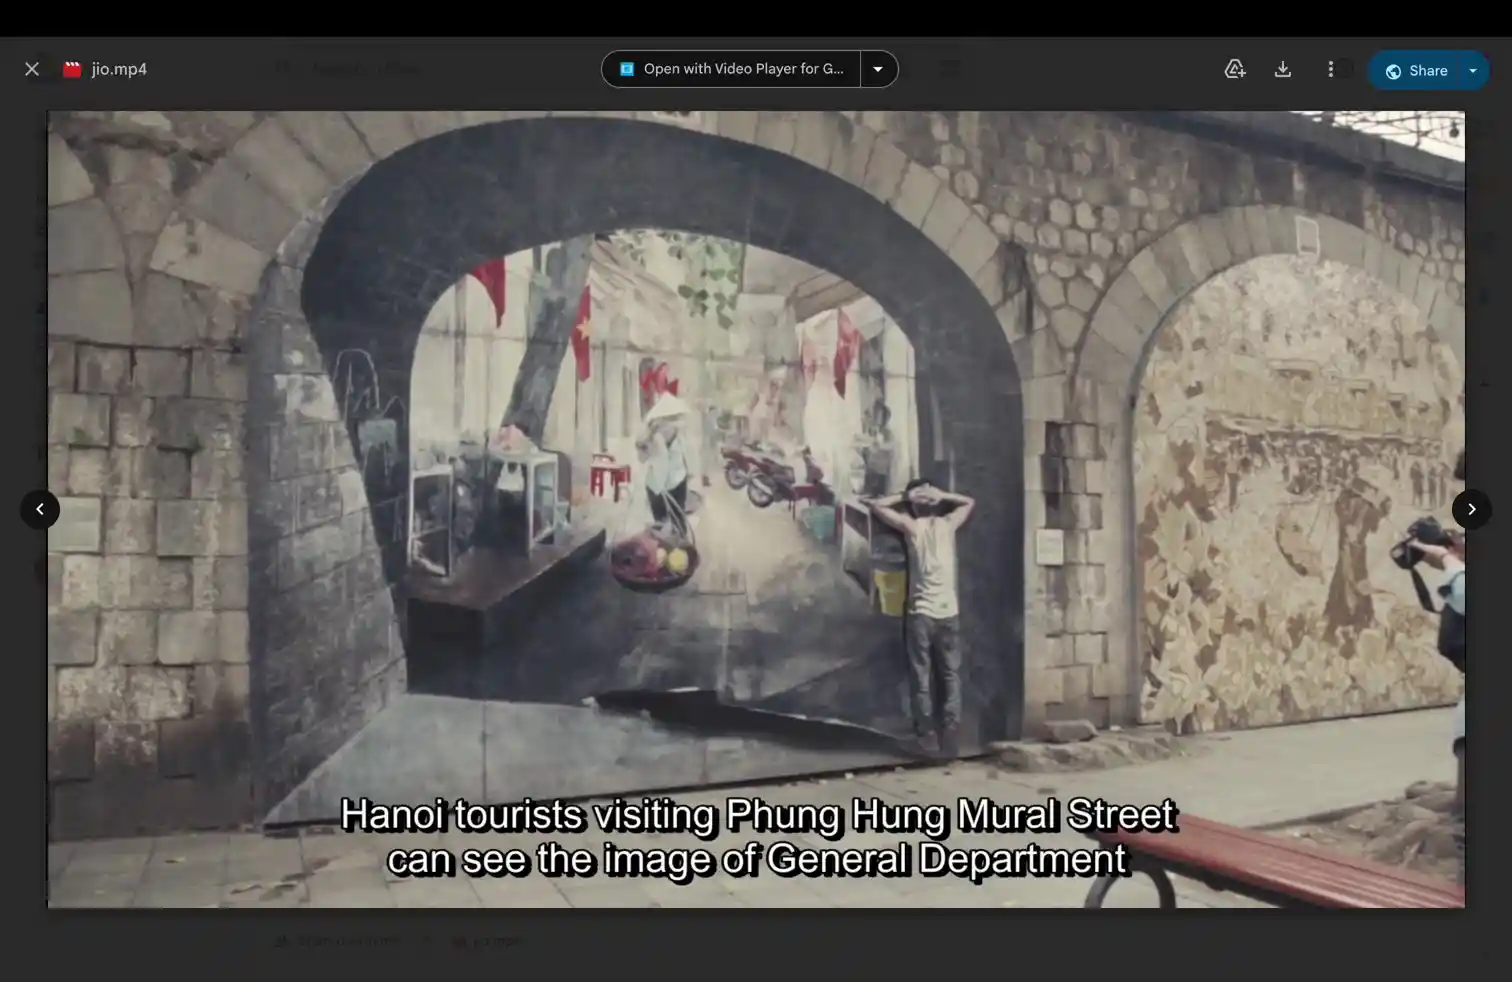 jio.mp4
Open with Video Player for G...
Share
Hanoi tourists visiting Phung Hung Mural Street
can see the image of General Department